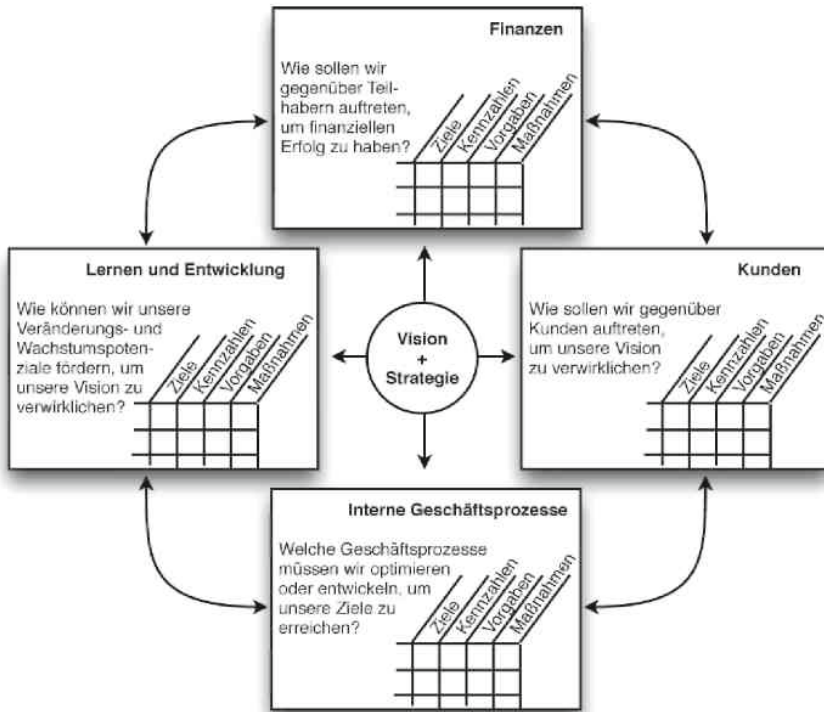 Finanzen
Wie sollen wir
gegenüber Teil-
habern auftreten,
um finanziellen
Erfolg zu haben?
Ziele
Kennzahlen
Vorgaben
Maßnahmen
Lernen und Entwicklung
Wie können wir unsere
Veränderungs- und
Wachstumspoten-
ziale fördern, um
unsere Vision zu
verwirklichen?
Ziele
Kennzahlen
Vorgaben
Maßnahmen
Vision
+
Strategie
Kunden
Wie sollen wir gegenüber
Kunden auftreten,
um unsere Vision
zu verwirklichen?
Ziele
Kennzahlen
Vorgaben
Maßnahmen
Interne Geschäftsprozesse
Welche Geschäftsprozesse
müssen wir optimieren
oder entwickeln, um
unsere Ziele zu
erreichen?
Ziele
Kennzahlen
Vorgaben
Maßnahmen